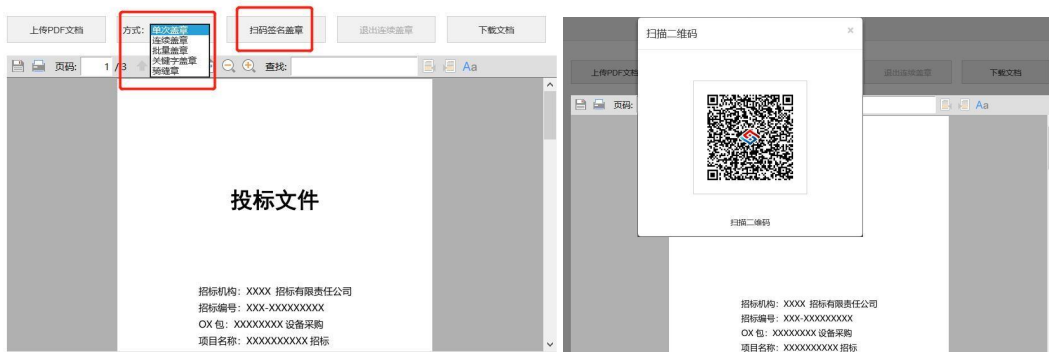 上传PDF文档
方式：
单次盖章
连续盖章
批量盖章
关键字盖章
骑缝章
扫码签名盖章
退出连续盖章
下载文档
页码： 1 /3
查找：
Aa
投标文件
招标机构：XXXX 招标有限责任公司
招标编号：XXX-XXXXXXXXX
OX 包：XXXXXXXX 设备采购
项目名称：XXXXXXXXXX 招标
扫描二维码
×
上传PDF文档
退出连续盖章
下载文档
页码：
Aa
扫描二维码
招标机构：XXXX 招标有限责任公司
招标编号：XXX-XXXXXXXXX
OX 包：XXXXXXXX 设备采购
项目名称：XXXXXXXXXX 招标